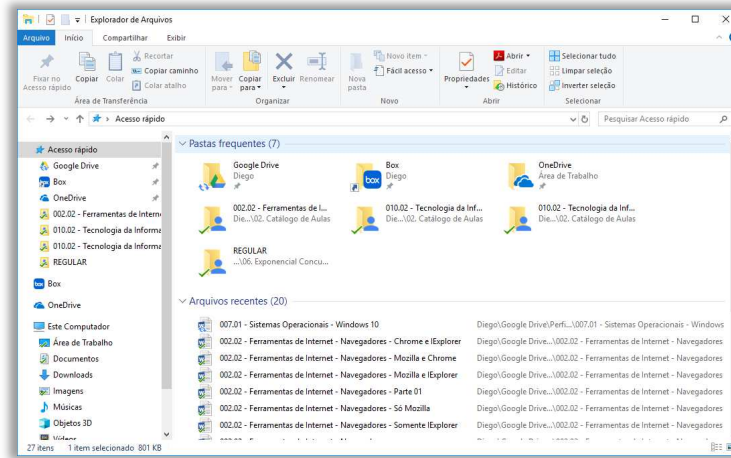 Explorador de Arquivos
Arquivo Início Compartilhar Exibir
Fixar no Acesso rápido
Copiar
Colar
Recortar
Copiar caminho
Colar atalho
Área de Transferência
Mover para
Copiar para
Excluir
Renomear
Organizar
Nova pasta
Novo item
Fácil acesso
Novo
Propriedades
Abrir
Editar
Histórico
Abrir
Selecionar tudo
Limpar seleção
Inverter seleção
Selecionar
Acesso rápido
Pesquisar Acesso rápido
Acesso rápido
Google Drive
Box
OneDrive
002.02 - Ferramentas de Intern
010.02 - Tecnologia da Informa
010.02 - Tecnologia da Informa
REGULAR
Box
OneDrive
Este Computador
Área de Trabalho
Documentos
Downloads
Imagens
Músicas
Objetos 3D
Vídeos
Pastas frequentes (7)
Google Drive
Diego
Box
Diego
OneDrive
Área de Trabalho
002.02 - Ferramentas de I...
Die...\02. Catálogo de Aulas
010.02 - Tecnologia da Inf...
Die...\02. Catálogo de Aulas
010.02 - Tecnologia da Inf...
Die...\02. Catálogo de Aulas
REGULAR
...\06. Exponencial Concu...
Arquivos recentes (20)
007.01 - Sistemas Operacionais - Windows 10 Diego\Google Drive\Perfi...\007.01 - Sistemas Operacionais - Windows
002.02 - Ferramentas de Internet - Navegadores - Chrome e IExplorer Diego\Google Drive...\002.02 - Ferramentas de Internet - Navegadores
002.02 - Ferramentas de Internet - Navegadores - Mozilla e Chrome Diego\Google Drive...\002.02 - Ferramentas de Internet - Navegadores
002.02 - Ferramentas de Internet - Navegadores - Mozilla e IExplorer Diego\Google Drive...\002.02 - Ferramentas de Internet - Navegadores
002.02 - Ferramentas de Internet - Navegadores - Parte 01 Diego\Google Drive...\002.02 - Ferramentas de Internet - Navegadores
002.02 - Ferramentas de Internet - Navegadores - Só Mozilla Diego\Google Drive...\002.02 - Ferramentas de Internet - Navegadores
002.02 - Ferramentas de Internet - Navegadores - Somente IExplorer Diego\Google Drive...\002.02 - Ferramentas de Internet - Navegadores
27 itens 1 item selecionado 801 KB